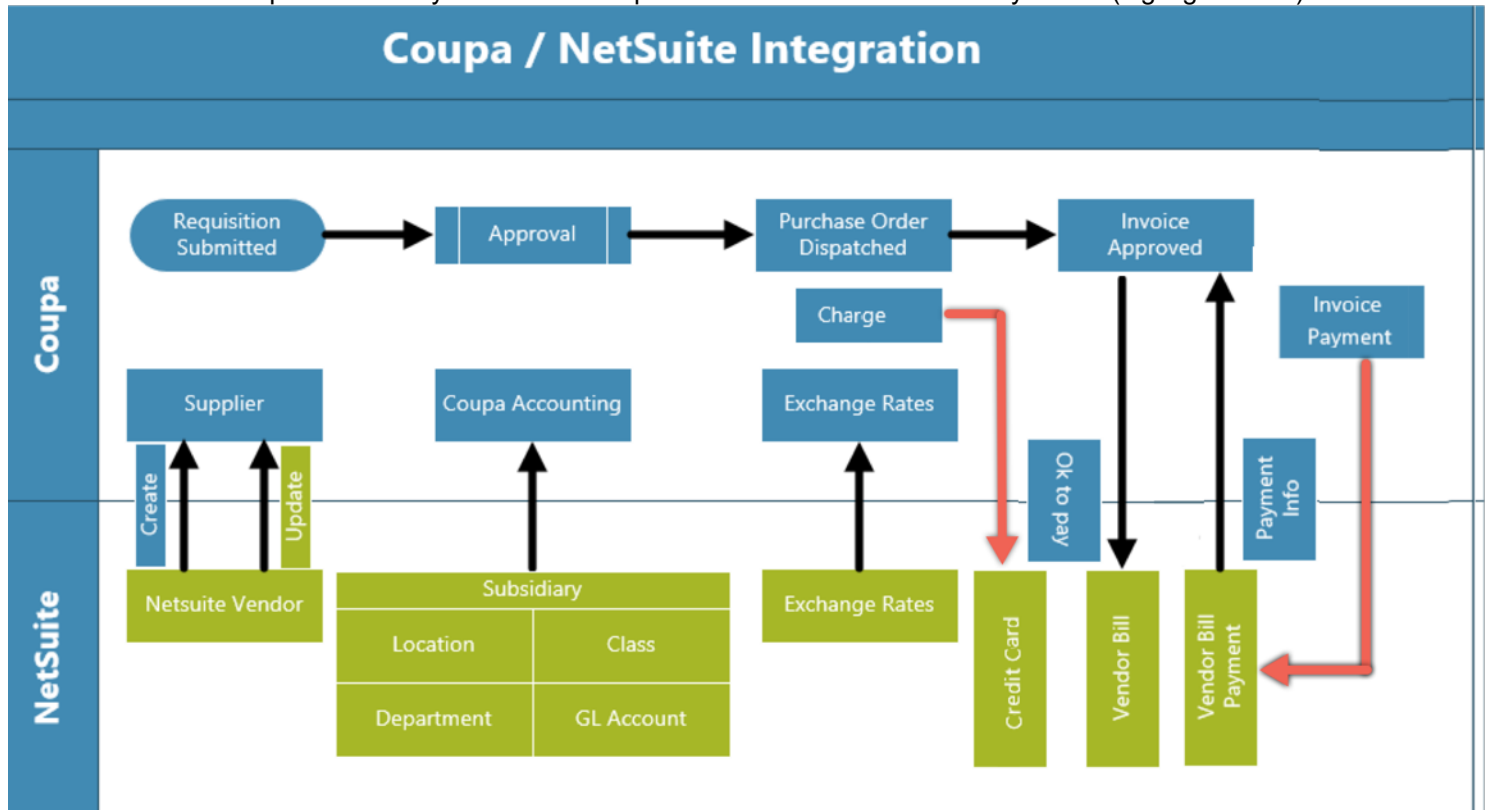 Coupa / NetSuite Integration
Coupa
Requisition
Submitted
Approval
Purchase Order
Dispatched
Invoice
Approved
Charge
Invoice
Payment
Supplier
Coupa Accounting
Exchange Rates
Create
Update
Ok to pay
Payment
Info
NetSuite
Netsuite Vendor
Subsidiary
Location
Class
Department
GL Account
Exchange Rates
Credit Card
Vendor Bill
Vendor Bill
Payment